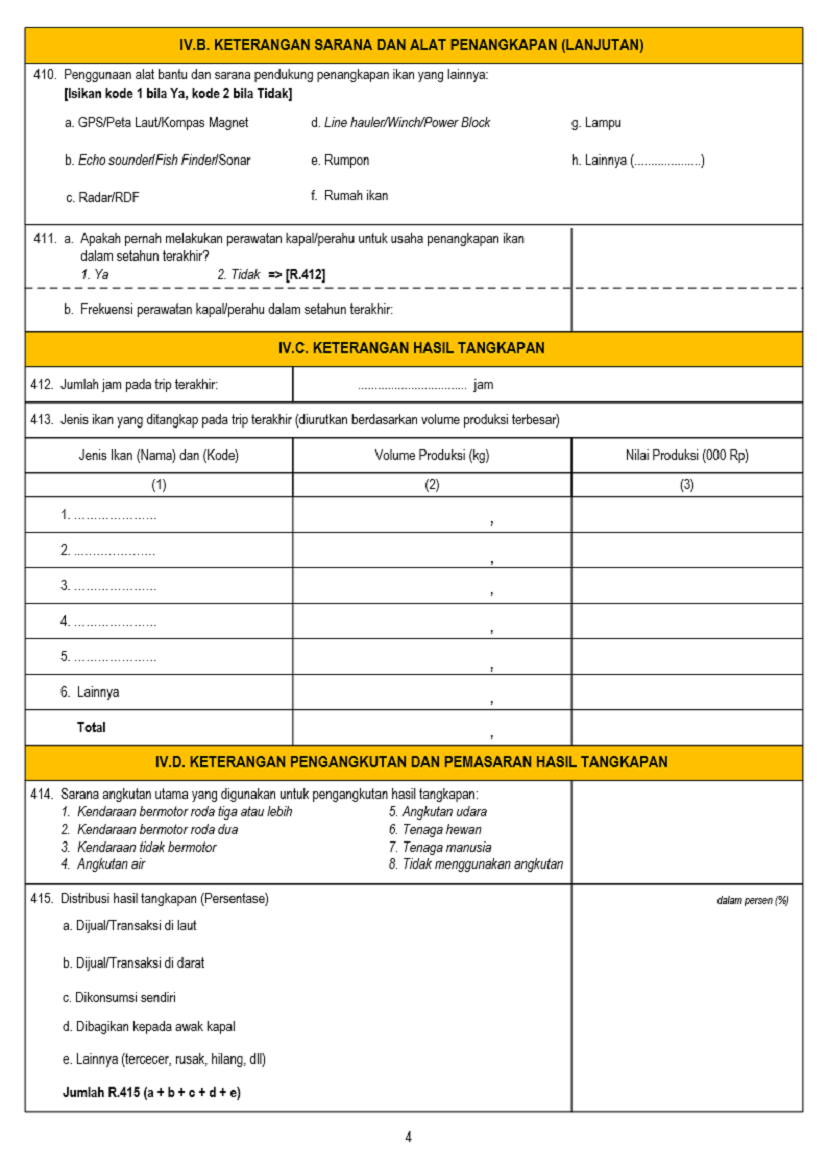 IV.B. KETERANGAN SARANA DAN ALAT PENANGKAPAN (LANJUTAN)
410. Penggunaan alat bantu dan sarana pendukung penangkapan ikan yang lainnya:
[Isikan kode 1 bila Ya, kode 2 bila Tidak]
a. GPS/Peta Laut/Kompas Magnet d. Line hauler/Winch/Power Block g. Lampu
b. Echo sounder/Fish Finder/Sonar e. Rumpon h. Lainnya (....................)
c. Radar/RDF f. Rumah ikan
411. a. Apakah pernah melakukan perawatan kapal/perahu untuk usaha penangkapan ikan
dalam setahun terakhir?
1. Ya 2. Tidak => [R.412]
b. Frekuensi perawatan kapal/perahu dalam setahun terakhir:
IV.C. KETERANGAN HASIL TANGKAPAN
412. Jumlah jam pada trip terakhir: ................................. jam
413. Jenis ikan yang ditangkap pada trip terakhir (diurutkan berdasarkan volume produksi terbesar)
Jenis Ikan (Nama) dan (Kode) Volume Produksi (kg) Nilai Produksi (000 Rp)
(1) (2) (3)
1. ..................... ,
2. ..................... ,
3. ..................... ,
4. ..................... ,
5. ..................... ,
6. Lainnya ,
Total ,
IV.D. KETERANGAN PENGANGKUTAN DAN PEMASARAN HASIL TANGKAPAN
414. Sarana angkutan utama yang digunakan untuk pengangkutan hasil tangkapan:
1. Kendaraan bermotor roda tiga atau lebih 5. Angkutan udara
2. Kendaraan bermotor roda dua 6. Tenaga hewan
3. Kendaraan tidak bermotor 7. Tenaga manusia
4. Angkutan air 8. Tidak menggunakan angkutan
415. Distribusi hasil tangkapan (Persentase) dalam persen (%)
a. Dijual/Transaksi di laut
b. Dijual/Transaksi di darat
c. Dikonsumsi sendiri
d. Dibagikan kepada awak kapal
e. Lainnya (tercecer, rusak, hilang, dll)
Jumlah R.415 (a + b + c + d + e)
4